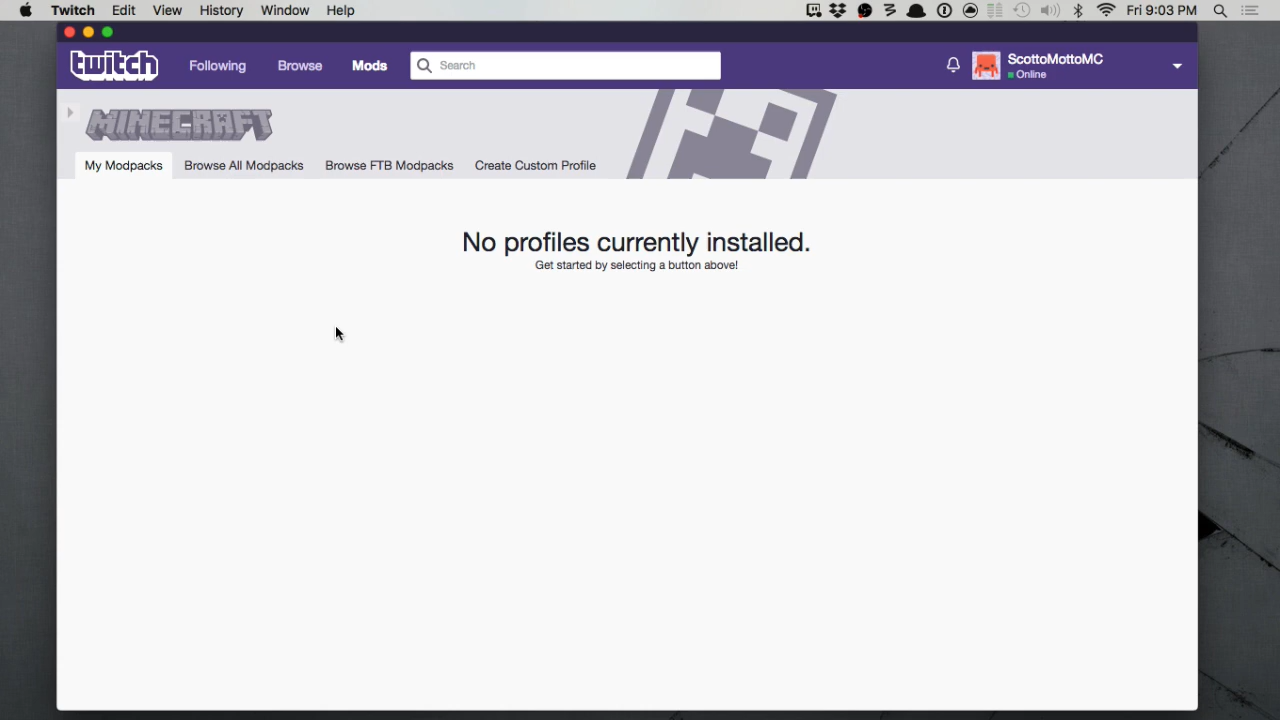 Twitch Edit View History Window Help Fri 9:03 PM
twitch Following Browse Mods Search ScottoMottoMC
Online
MINECRAFT
My Modpacks Browse All Modpacks Browse FTB Modpacks Create Custom Profile
No profiles currently installed.
Get started by selecting a button above!